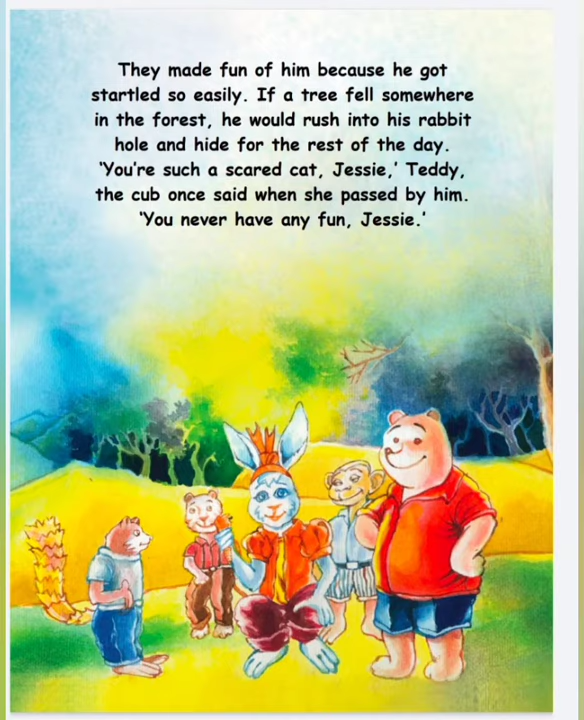 They made fun of him because he got
startled so easily. If a tree fell somewhere
in the forest, he would rush into his rabbit
hole and hide for the rest of the day.
‘You're such a scared cat, Jessie,’ Teddy,
the cub once said when she passed by him.
‘You never have any fun, Jessie.’